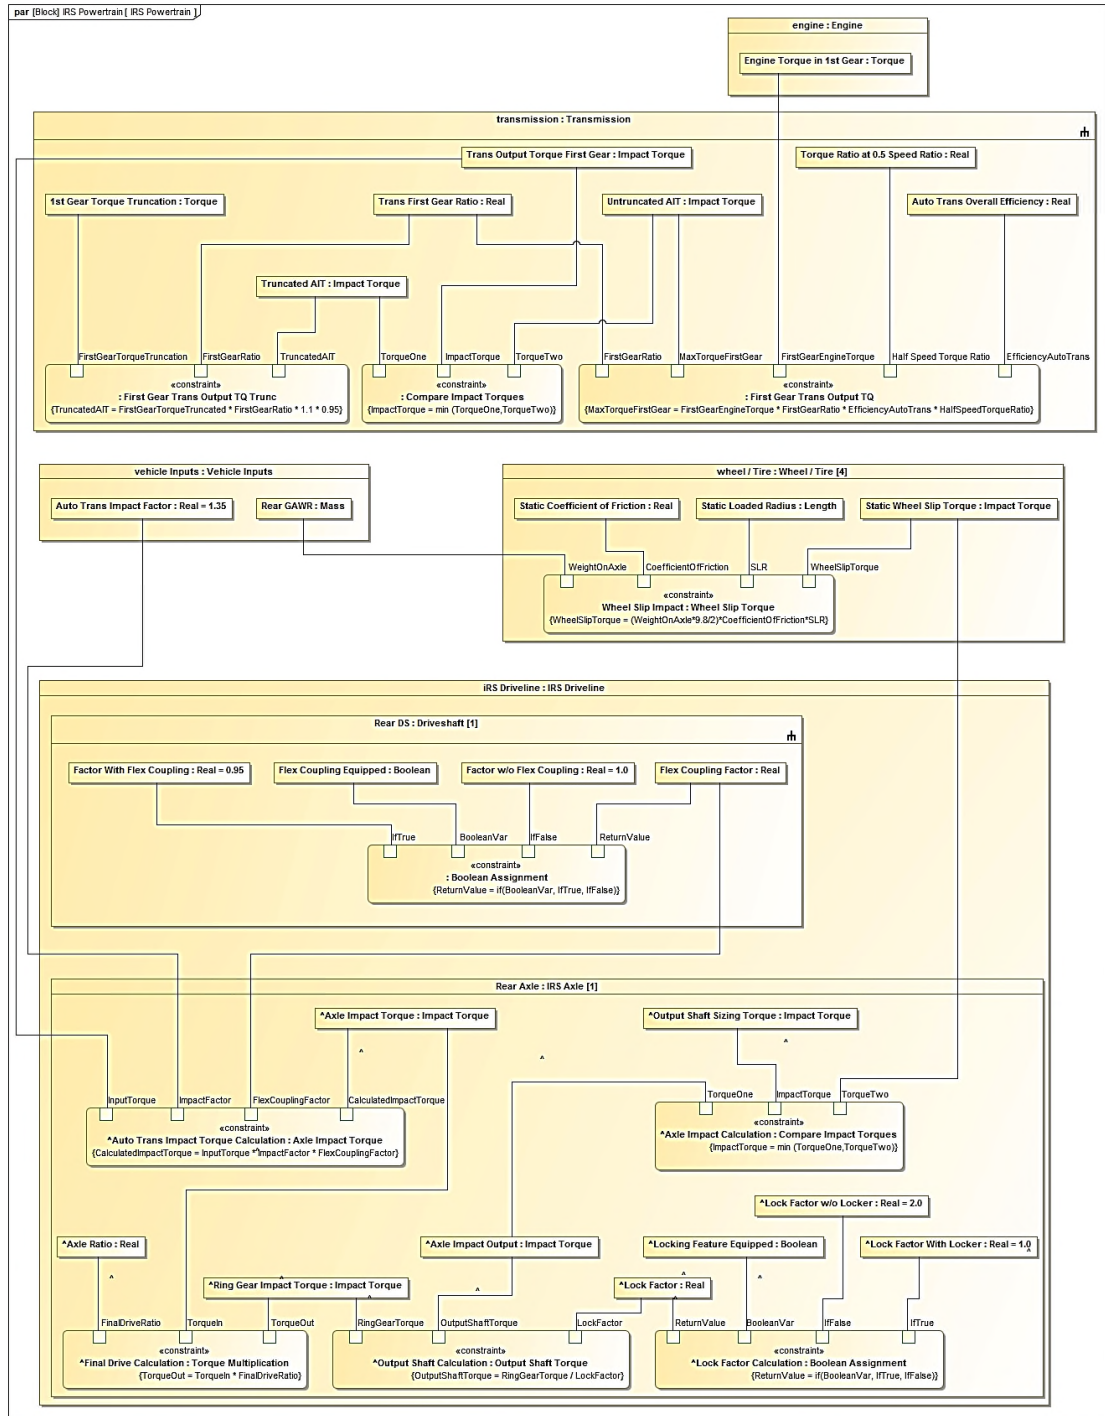 par [Block] IRS Powertrain [ IRS Powertrain ]
engine : Engine
Engine Torque in 1st Gear : Torque
transmission : Transmission
Trans Output Torque First Gear : Impact Torque
Torque Ratio at 0.5 Speed Ratio : Real
1st Gear Torque Truncation : Torque
Trans First Gear Ratio : Real
Untruncated AIT : Impact Torque
Auto Trans Overall Efficiency : Real
Truncated AIT : Impact Torque
FirstGearTorqueTruncation
FirstGearRatio
TruncatedAIT
TorqueOne
ImpactTorque
TorqueTwo
FirstGearRatio
MaxTorqueFirstGear
FirstGearEngineTorque
Half Speed Torque Ratio
EfficiencyAutoTrans
«constraint»
: First Gear Trans Output TQ Trunc
{TruncatedAIT = FirstGearTorqueTruncated * FirstGearRatio * 1.1 * 0.95}
«constraint»
: Compare Impact Torques
{ImpactTorque = min (TorqueOne,TorqueTwo)}
«constraint»
: First Gear Trans Output TQ
{MaxTorqueFirstGear = FirstGearEngineTorque * FirstGearRatio * EfficiencyAutoTrans * HalfSpeedTorqueRatio}
vehicle Inputs : Vehicle Inputs
Auto Trans Impact Factor : Real = 1.35
Rear GAWR : Mass
wheel / Tire : Wheel / Tire [4]
Static Coefficient of Friction : Real
Static Loaded Radius : Length
Static Wheel Slip Torque : Impact Torque
WeightOnAxle
CoefficientOfFriction
SLR
WheelSlipTorque
«constraint»
Wheel Slip Impact : Wheel Slip Torque
{WheelSlipTorque = (WeightOnAxle*9.8/2)*CoefficientOfFriction*SLR}
iRS Driveline : IRS Driveline
Rear DS : Driveshaft [1]
Factor With Flex Coupling : Real = 0.95
Flex Coupling Equipped : Boolean
Factor w/o Flex Coupling : Real = 1.0
Flex Coupling Factor : Real
IfTrue
BooleanVar
IfFalse
ReturnValue
«constraint»
: Boolean Assignment
{ReturnValue = if(BooleanVar, IfTrue, IfFalse)}
Rear Axle : IRS Axle [1]
^Axle Impact Torque : Impact Torque
^Output Shaft Sizing Torque : Impact Torque
^
^
^
InputTorque
ImpactFactor
FlexCouplingFactor
CalculatedImpactTorque
TorqueOne
ImpactTorque
TorqueTwo
«constraint»
^Auto Trans Impact Torque Calculation : Axle Impact Torque
{CalculatedImpactTorque = InputTorque * ImpactFactor * FlexCouplingFactor}
^
«constraint»
^Axle Impact Calculation : Compare Impact Torques
{ImpactTorque = min (TorqueOne,TorqueTwo)}
^Lock Factor w/o Locker : Real = 2.0
^Axle Ratio : Real
^Axle Impact Output : Impact Torque
^Locking Feature Equipped : Boolean
^Lock Factor With Locker : Real = 1.0
^
^
^
^
^
^
^Ring Gear Impact Torque : Impact Torque
^Lock Factor : Real
^
^
FinalDriveRatio
TorqueIn
TorqueOut
RingGearTorque
OutputShaftTorque
LockFactor
ReturnValue
BooleanVar
IfFalse
IfTrue
«constraint»
^Final Drive Calculation : Torque Multiplication
{TorqueOut = TorqueIn * FinalDriveRatio}
«constraint»
^Output Shaft Calculation : Output Shaft Torque
{OutputShaftTorque = RingGearTorque / LockFactor}
«constraint»
^Lock Factor Calculation : Boolean Assignment
{ReturnValue = if(BooleanVar, IfTrue, IfFalse)}